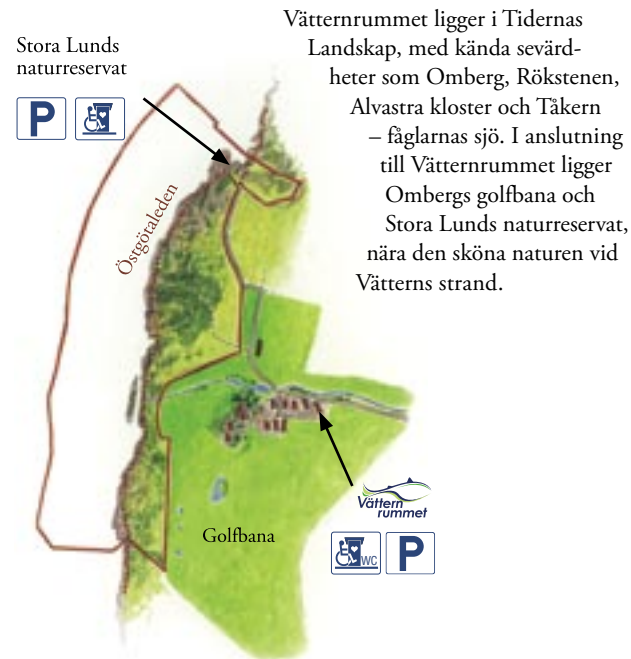 Vätternrummet ligger i Tidernas
Landskap, med kända sevärd-
heter som Omberg, Rökstenen,
Alvastra kloster och Tåkern
– fåglarnas sjö. I anslutning
till Vätternrummet ligger
Ombergs golfbana och
Stora Lunds naturreservat,
nära den sköna naturen vid
Vätterns strand.
Stora Lunds
naturreservat
P
Östgötaleden
Golfbana
Vättern
rummet
WC
P